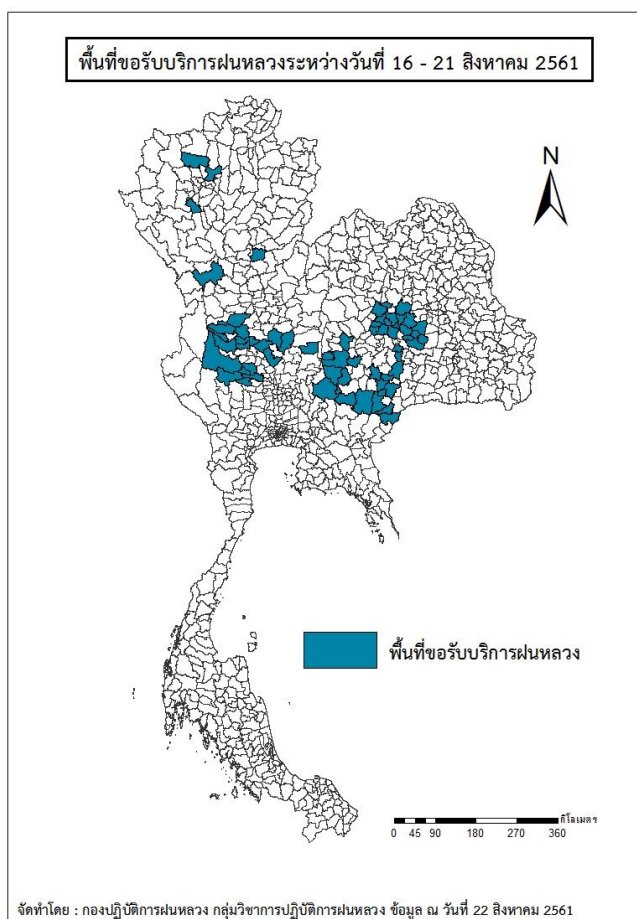 พื้นที่ขอรับบริการฝนหลวงระหว่างวันที่ 16 - 21 สิงหาคม 2561
N
พื้นที่ขอรับบริการฝนหลวง
กิโลเมตร
0 45 90 180 270 360
จัดทำโดย : กองปฏิบัติการฝนหลวง กลุ่มวิชาการปฏิบัติการฝนหลวง ข้อมูล ณ วันที่ 22 สิงหาคม 2561